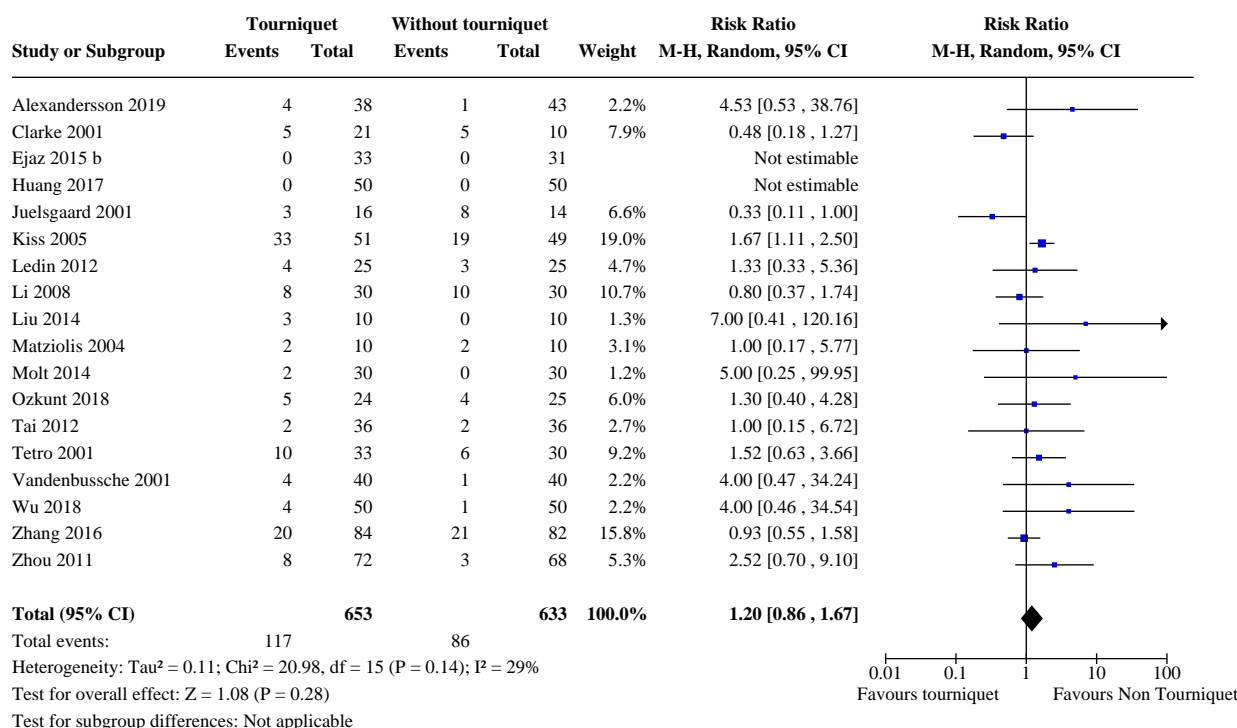 Tourniquet Without tourniquet Risk Ratio Risk Ratio
Study or Subgroup Events Total Events Total Weight M-H, Random, 95% CI M-H, Random, 95% CI
Alexandersson 2019 4 38 1 43 2.2% 4.53 [0.53 , 38.76]
Clarke 2001 5 21 5 10 7.9% 0.48 [0.18 , 1.27]
Ejaz 2015 b 0 33 0 31 Not estimable
Huang 2017 0 50 0 50 Not estimable
Juelsgaard 2001 3 16 8 14 6.6% 0.33 [0.11 , 1.00]
Kiss 2005 33 51 19 49 19.0% 1.67 [1.11 , 2.50]
Ledin 2012 4 25 3 25 4.7% 1.33 [0.33 , 5.36]
Li 2008 8 30 10 30 10.7% 0.80 [0.37 , 1.74]
Liu 2014 3 10 0 10 1.3% 7.00 [0.41 , 120.16]
Matziolis 2004 2 10 2 10 3.1% 1.00 [0.17 , 5.77]
Molt 2014 2 30 0 30 1.2% 5.00 [0.25 , 99.95]
Ozkunt 2018 5 24 4 25 6.0% 1.30 [0.40 , 4.28]
Tai 2012 2 36 2 36 2.7% 1.00 [0.15 , 6.72]
Tetro 2001 10 33 6 30 9.2% 1.52 [0.63 , 3.66]
Vandenbussche 2001 4 40 1 40 2.2% 4.00 [0.47 , 34.24]
Wu 2018 4 50 1 50 2.2% 4.00 [0.46 , 34.54]
Zhang 2016 20 84 21 82 15.8% 0.93 [0.55 , 1.58]
Zhou 2011 8 72 3 68 5.3% 2.52 [0.70 , 9.10]
Total (95% CI) 653 633 100.0% 1.20 [0.86 , 1.67]
Total events: 117 86
Heterogeneity: Tau² = 0.11; Chi² = 20.98, df = 15 (P = 0.14); I² = 29%
Test for overall effect: Z = 1.08 (P = 0.28)
Test for subgroup differences: Not applicable
0.01 0.1 1 10 100
Favours tourniquet Favours Non Tourniquet